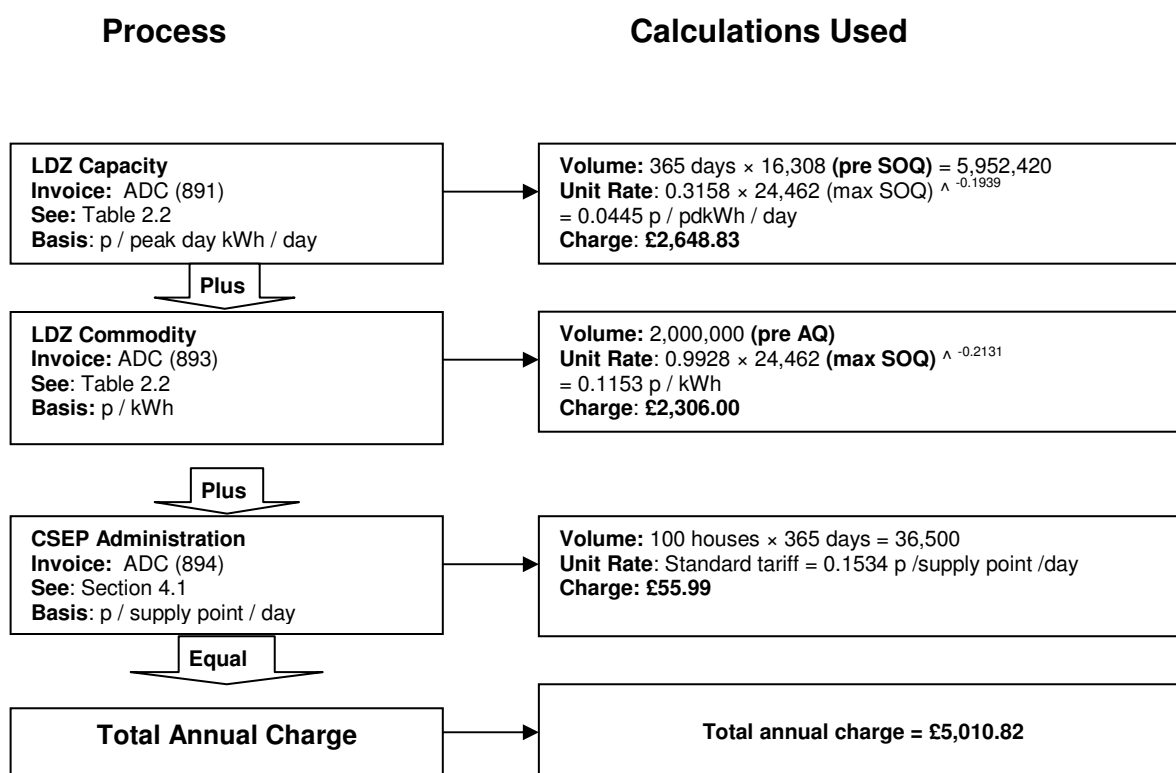 Process
Calculations Used
LDZ Capacity
Invoice: ADC (891)
See: Table 2.2
Basis: p / peak day kWh / day
Volume: 365 days × 16,308 (pre SOQ) = 5,952,420
Unit Rate: 0.3158 × 24,462 (max SOQ) ^ -0.1939
= 0.0445 p / pdkWh / day
Charge: £2,648.83
Plus
LDZ Commodity
Invoice: ADC (893)
See: Table 2.2
Basis: p / kWh
Volume: 2,000,000 (pre AQ)
Unit Rate: 0.9928 × 24,462 (max SOQ) ^ -0.2131
= 0.1153 p / kWh
Charge: £2,306.00
Plus
CSEP Administration
Invoice: ADC (894)
See: Section 4.1
Basis: p / supply point / day
Volume: 100 houses × 365 days = 36,500
Unit Rate: Standard tariff = 0.1534 p /supply point /day
Charge: £55.99
Equal
Total Annual Charge
Total annual charge = £5,010.82